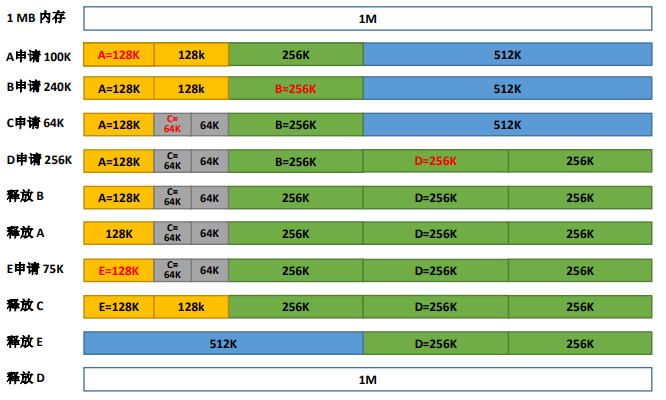 1 MB 内存 1M
A申请 100K A=128K 128k 256K 512K
B申请 240K A=128K 128k B=256K 512K
C申请 64K A=128K C=64K 64K B=256K 512K
D申请 256K A=128K C=64K 64K B=256K D=256K 256K
释放 B A=128K C=64K 64K 256K D=256K 256K
释放 A 128K C=64K 64K 256K D=256K 256K
E申请 75K E=128K C=64K 64K 256K D=256K 256K
释放 C E=128K 128k 256K D=256K 256K
释放 E 512K D=256K 256K
释放 D 1M